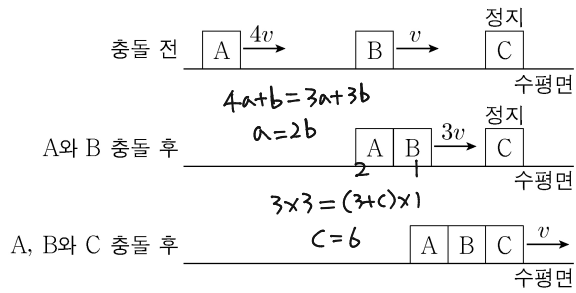 정지
충돌 전 A 4v B v C
수평면
4a+b=3a+3b
정지
a=2b
A와 B 충돌 후 A B 3v C
2 1
수평면
3×3=(3+c)×1
c=6
A, B와 C 충돌 후 A B C v
수평면